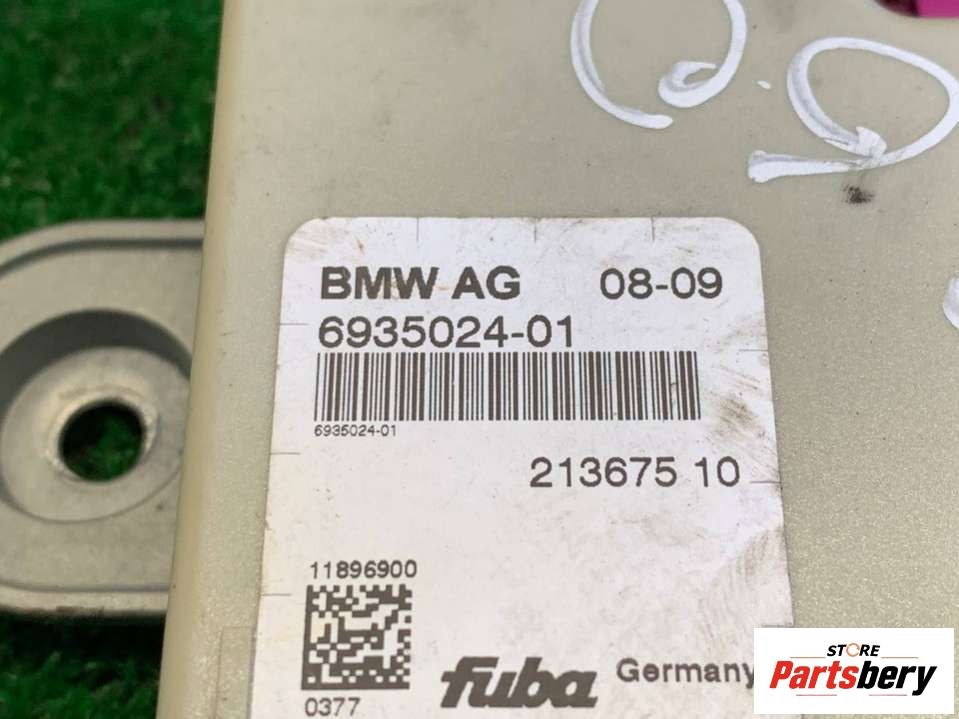 BMW AG 08-09
6935024-01
6935024-01
213675 10
11896900
fuba Germany
0377
STORE
Partsbery